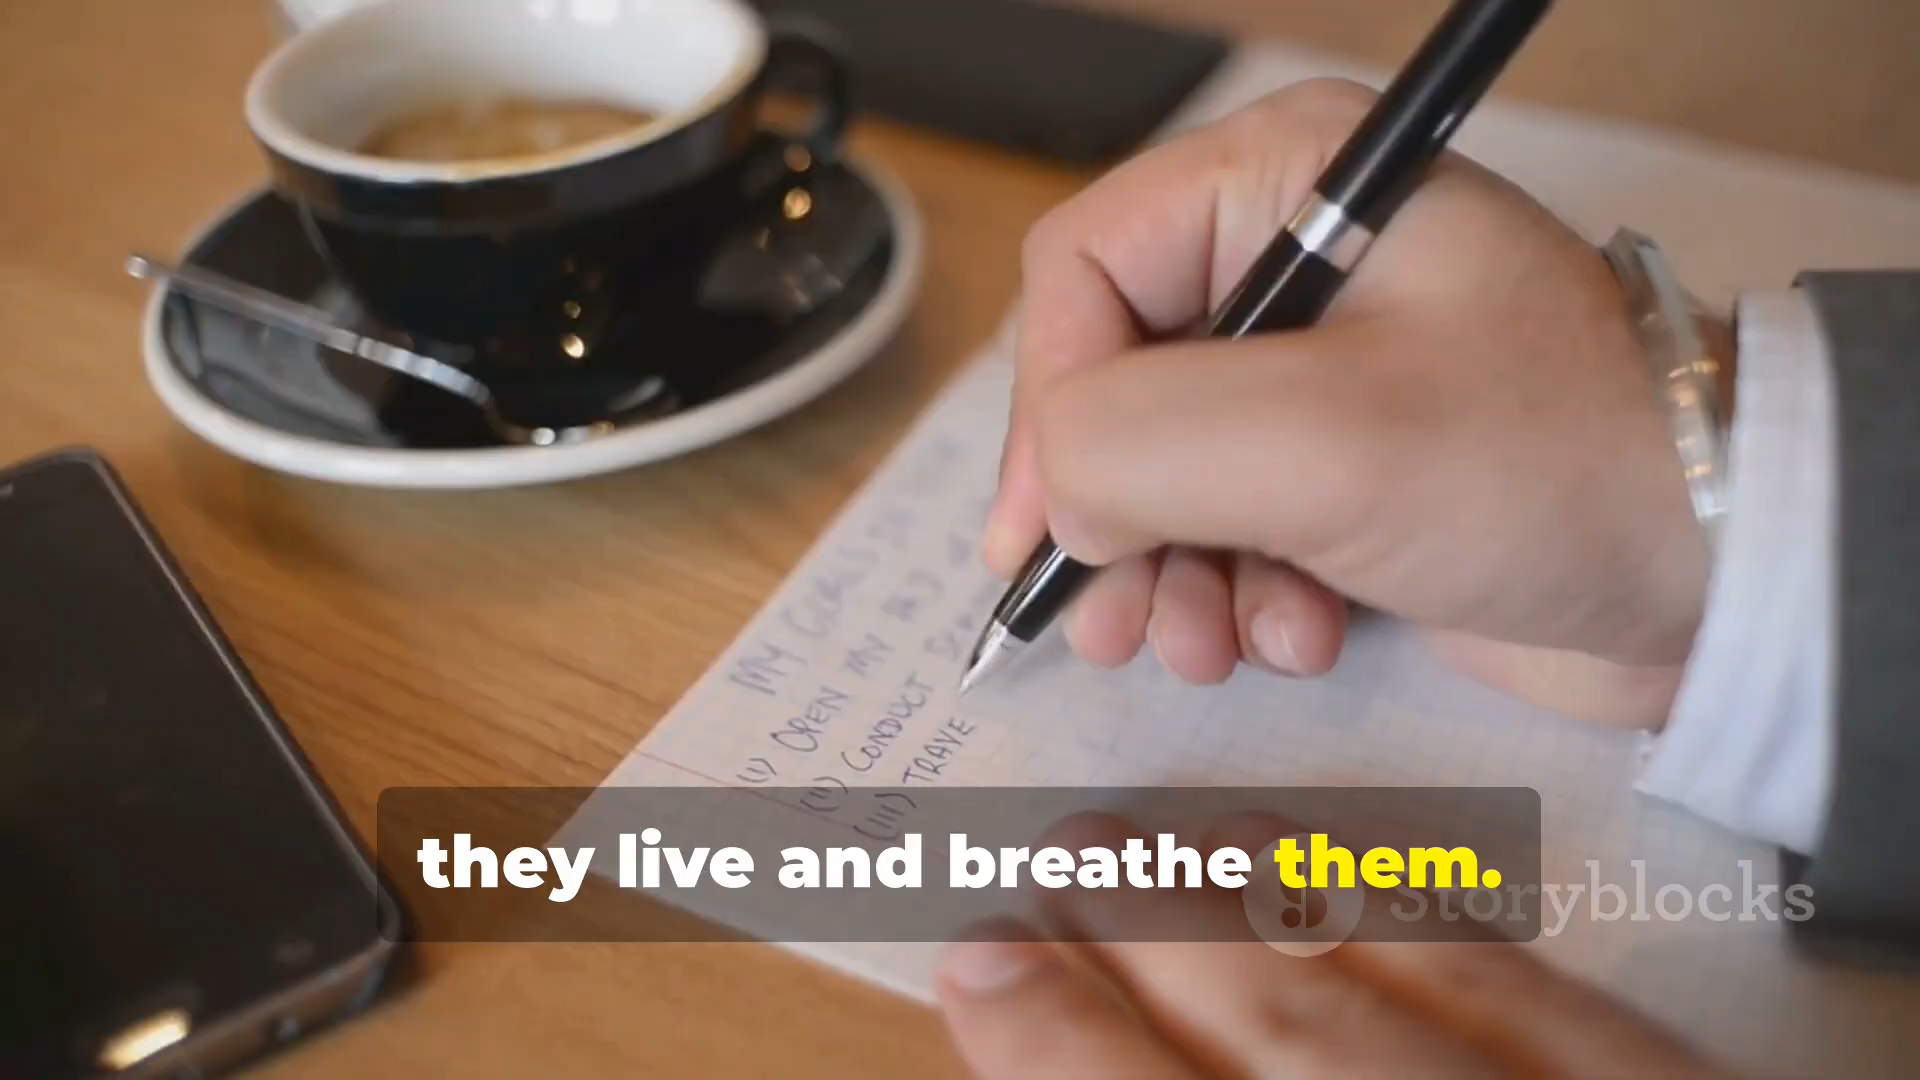 MY GOALS
(I) OPEN MY
(II) CONDUCT
(III) TRAVE
they live and breathe them.
Storyblocks